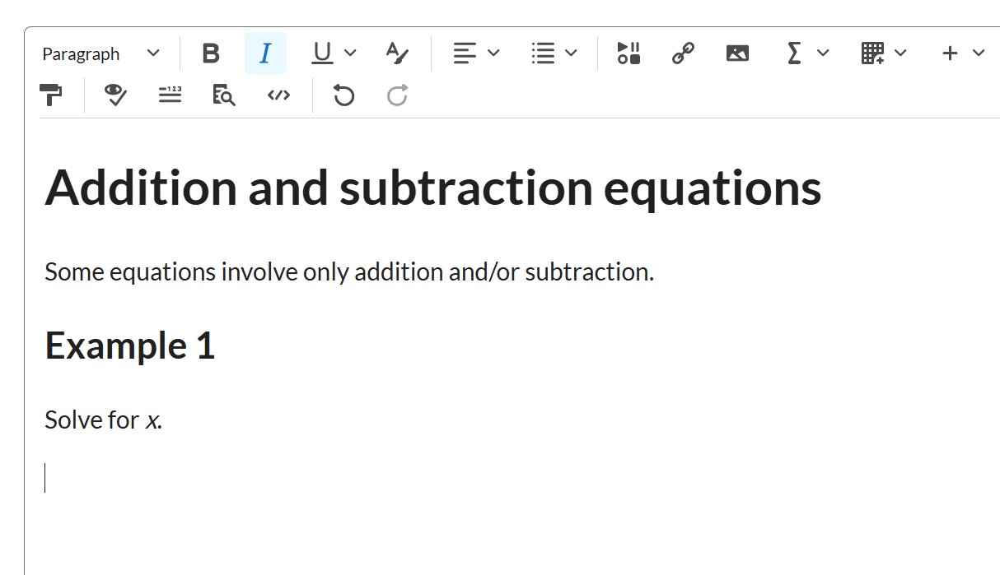 Paragraph
Addition and subtraction equations
Some equations involve only addition and/or subtraction.
Example 1
Solve for x.